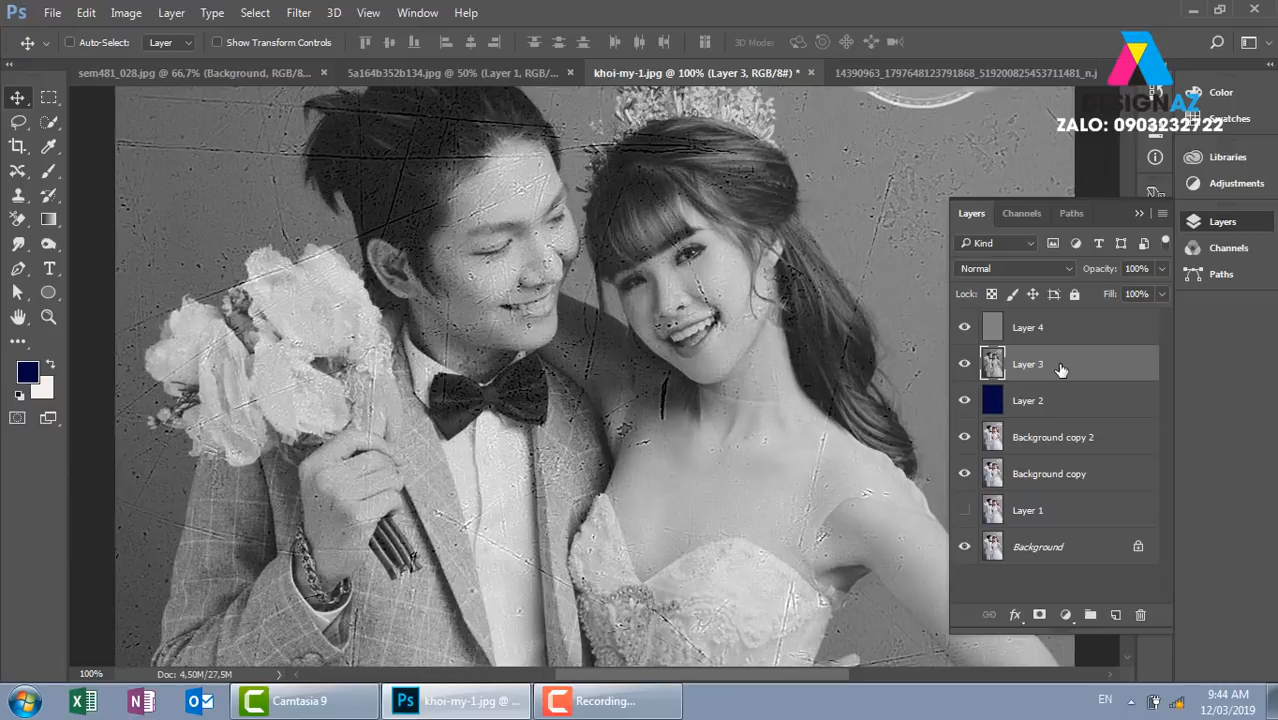 Ps File Edit Image Layer Type Select Filter 3D View Window Help
Auto-Select: Layer Show Transform Controls 3D Mode:
sem481_028.jpg @ 66,7% (Background, RGB/8... × 5a164b352b134.jpg @ 50% (Layer 1, RGB/... × khoi-my-1.jpg @ 100% (Layer 3, RGB/8#) * × 14390963_1797648123791868_519200825453711481_n.j
Color
DESIGNAZ
Swatches
ZALO: 0903232722
Libraries
Adjustments
Layers
Channels
Paths
Layers Channels Paths
Kind
Normal Opacity: 100%
Lock: Fill: 100%
Layer 4
Layer 3
Layer 2
Background copy 2
Background copy
Layer 1
Background
fx
100% Doc: 4,50M/27,5M
Camtasia 9 Ps khoi-my-1.jpg @ ... Recording...
EN 9:44 AM
12/03/2019